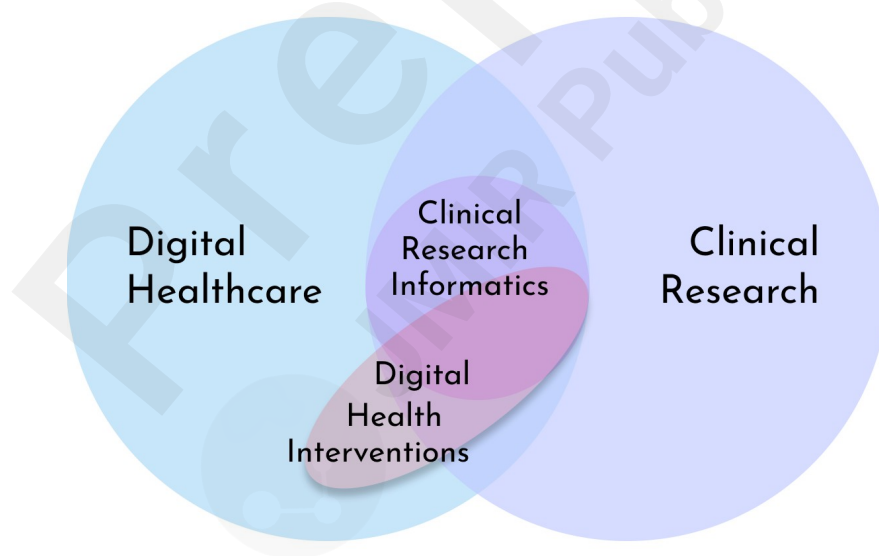 Digital
Healthcare
Clinical
Research
Informatics
Clinical
Research
Digital
Health
Interventions